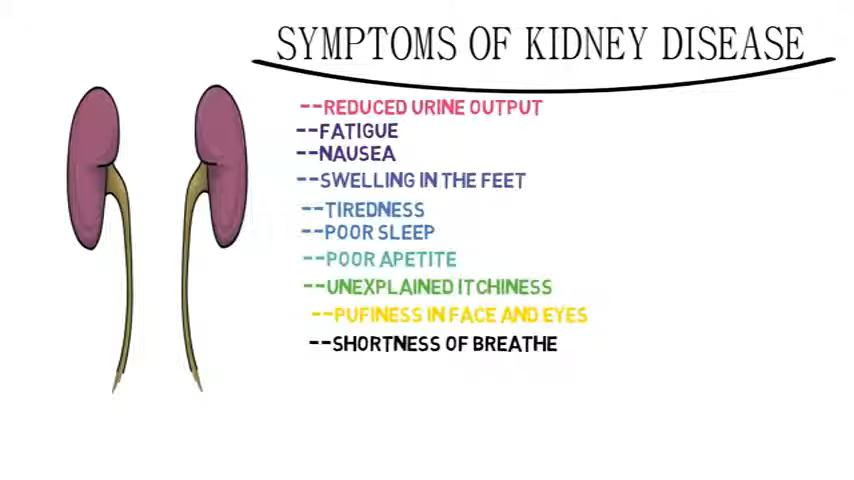 SYMPTOMS OF KIDNEY DISEASE
--REDUCED URINE OUTPUT
--FATIGUE
--NAUSEA
--SWELLING IN THE FEET
--TIREDNESS
--POOR SLEEP
--POOR APETITE
--UNEXPLAINED ITCHINESS
--PUFINESS IN FACE AND EYES
--SHORTNESS OF BREATHE